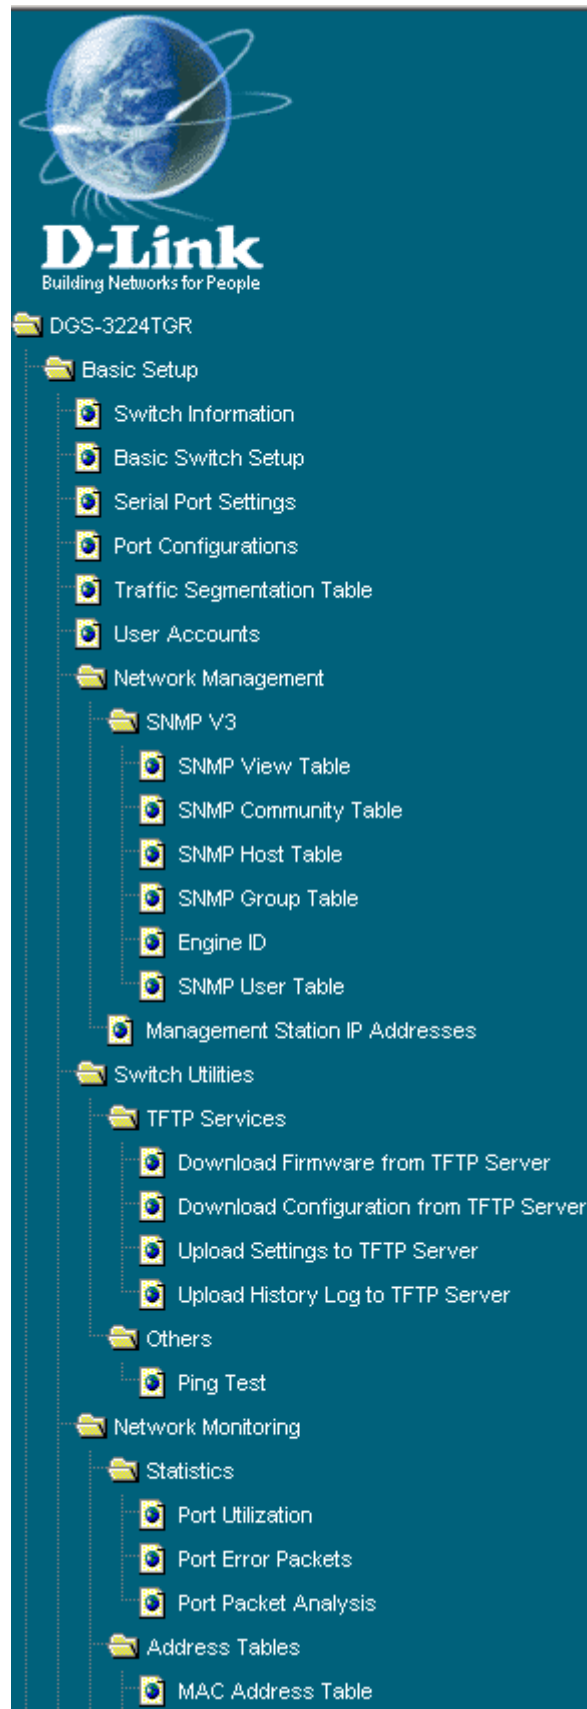 D-Link
Building Networks for People
DGS-3224TGR
Basic Setup
Switch Information
Basic Switch Setup
Serial Port Settings
Port Configurations
Traffic Segmentation Table
User Accounts
Network Management
SNMP V3
SNMP View Table
SNMP Community Table
SNMP Host Table
SNMP Group Table
Engine ID
SNMP User Table
Management Station IP Addresses
Switch Utilities
TFTP Services
Download Firmware from TFTP Server
Download Configuration from TFTP Server
Upload Settings to TFTP Server
Upload History Log to TFTP Server
Others
Ping Test
Network Monitoring
Statistics
Port Utilization
Port Error Packets
Port Packet Analysis
Address Tables
MAC Address Table